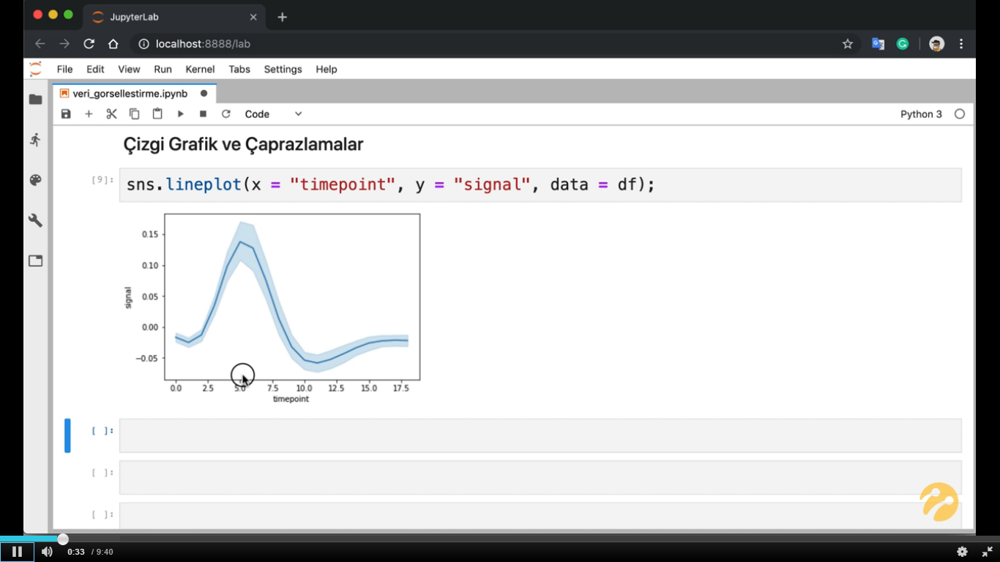 JupyterLab
localhost:8888/lab
File Edit View Run Kernel Tabs Settings Help
veri_gorsellestirme.ipynb
Code
Python 3
Çizgi Grafik ve Çaprazlamalar
[9]:
sns.lineplot(x = "timepoint", y = "signal", data = df);
0.15
0.10
0.05
0.00
−0.05
signal
0.0 2.5 5.0 7.5 10.0 12.5 15.0 17.5
timepoint
[ ]:
[ ]:
[ ]:
0:33 / 9:40